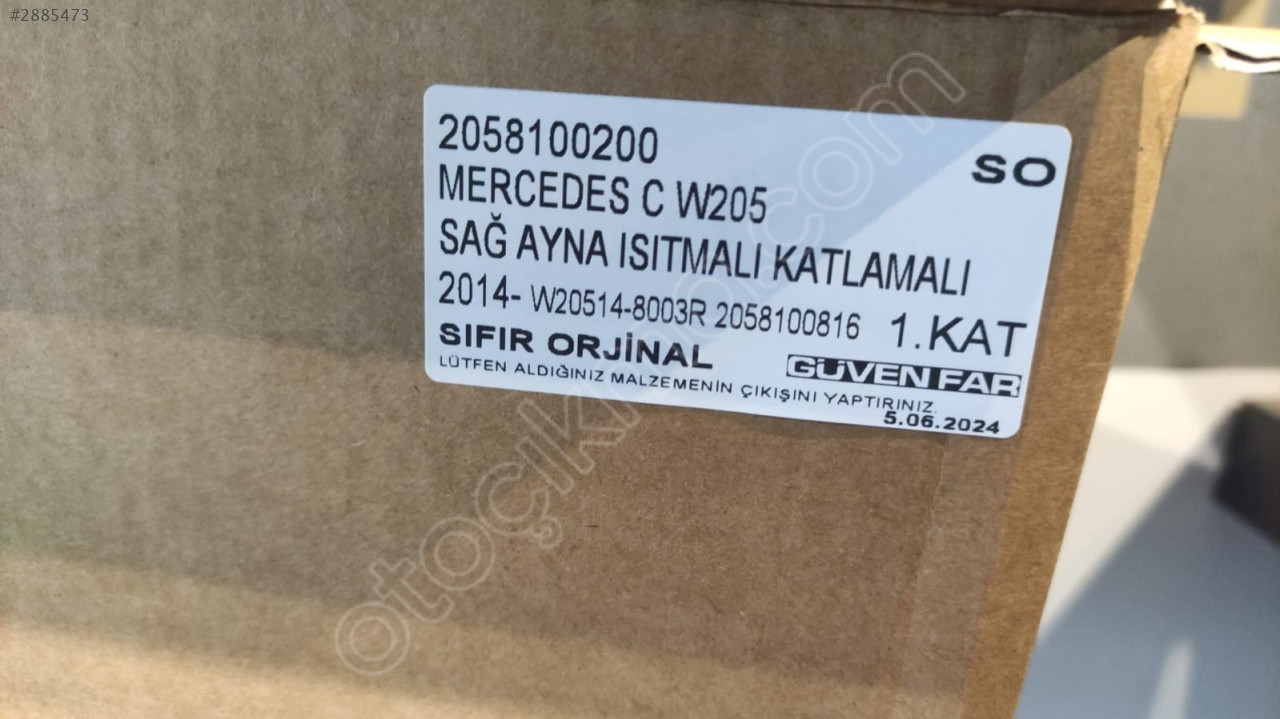 #2885473
2058100200
SO
MERCEDES C W205
SAĞ AYNA ISITMALI KATLAMALI
2014- W20514-8003R 2058100816 1.KAT
SIFIR ORJİNAL
GÜVEN FAR
LÜTFEN ALDIĞINIZ MALZEMENİN ÇIKIŞINI YAPTIRINIZ.
5.06.2024
otoçıkma.com